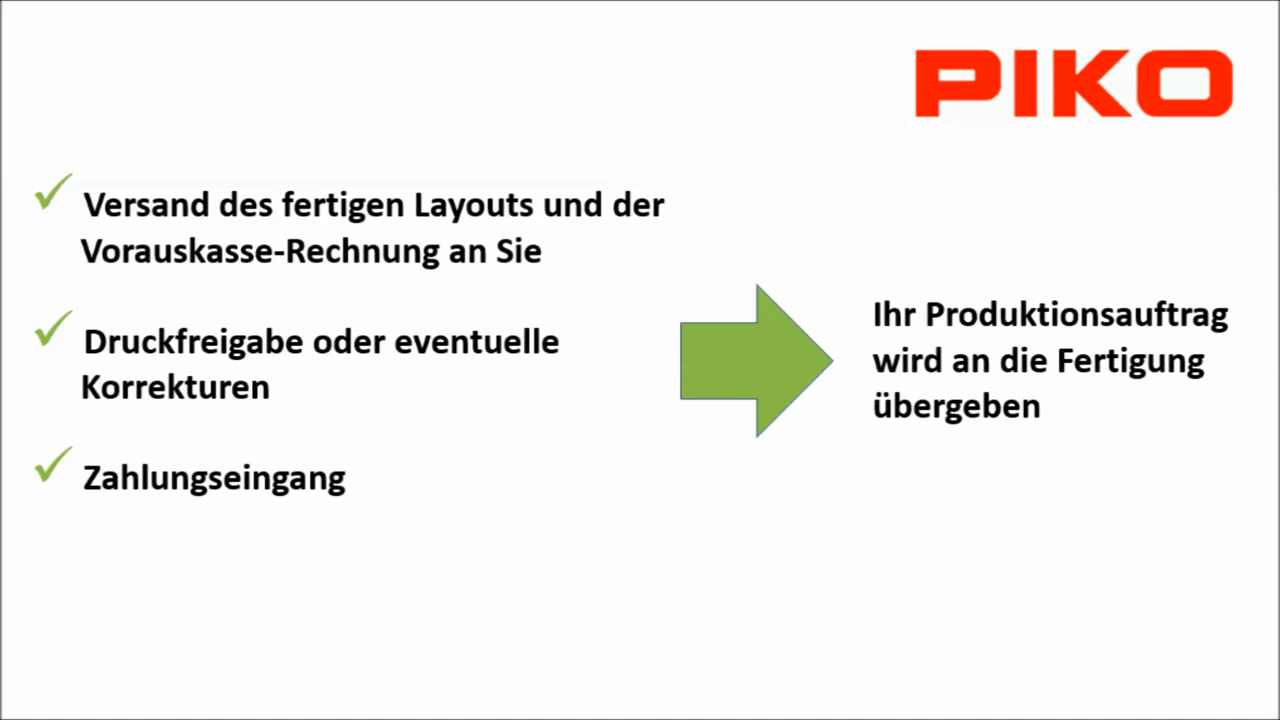 PIKO
Versand des fertigen Layouts und der
Vorauskasse-Rechnung an Sie
Druckfreigabe oder eventuelle
Korrekturen
Zahlungseingang
Ihr Produktionsauftrag
wird an die Fertigung
übergeben